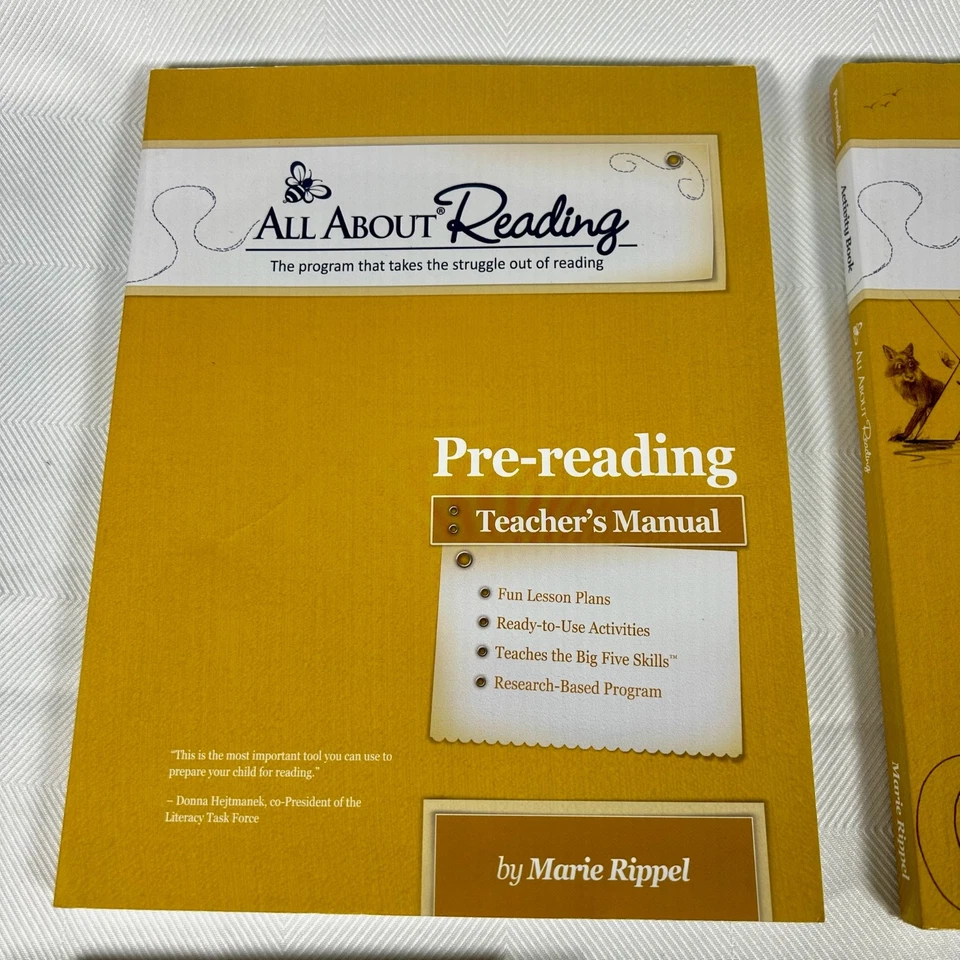 ALL ABOUT® Reading
The program that takes the struggle out of reading
Pre-reading
Teacher's Manual
Fun Lesson Plans
Ready-to-Use Activities
Teaches the Big Five Skills™
Research-Based Program
"This is the most important tool you can use to
prepare your child for reading."
– Donna Hejtmanek, co-President of the
Literacy Task Force
by Marie Rippel
Pre-reading
Activity Book
ALL ABOUT Reading
Marie Rippel